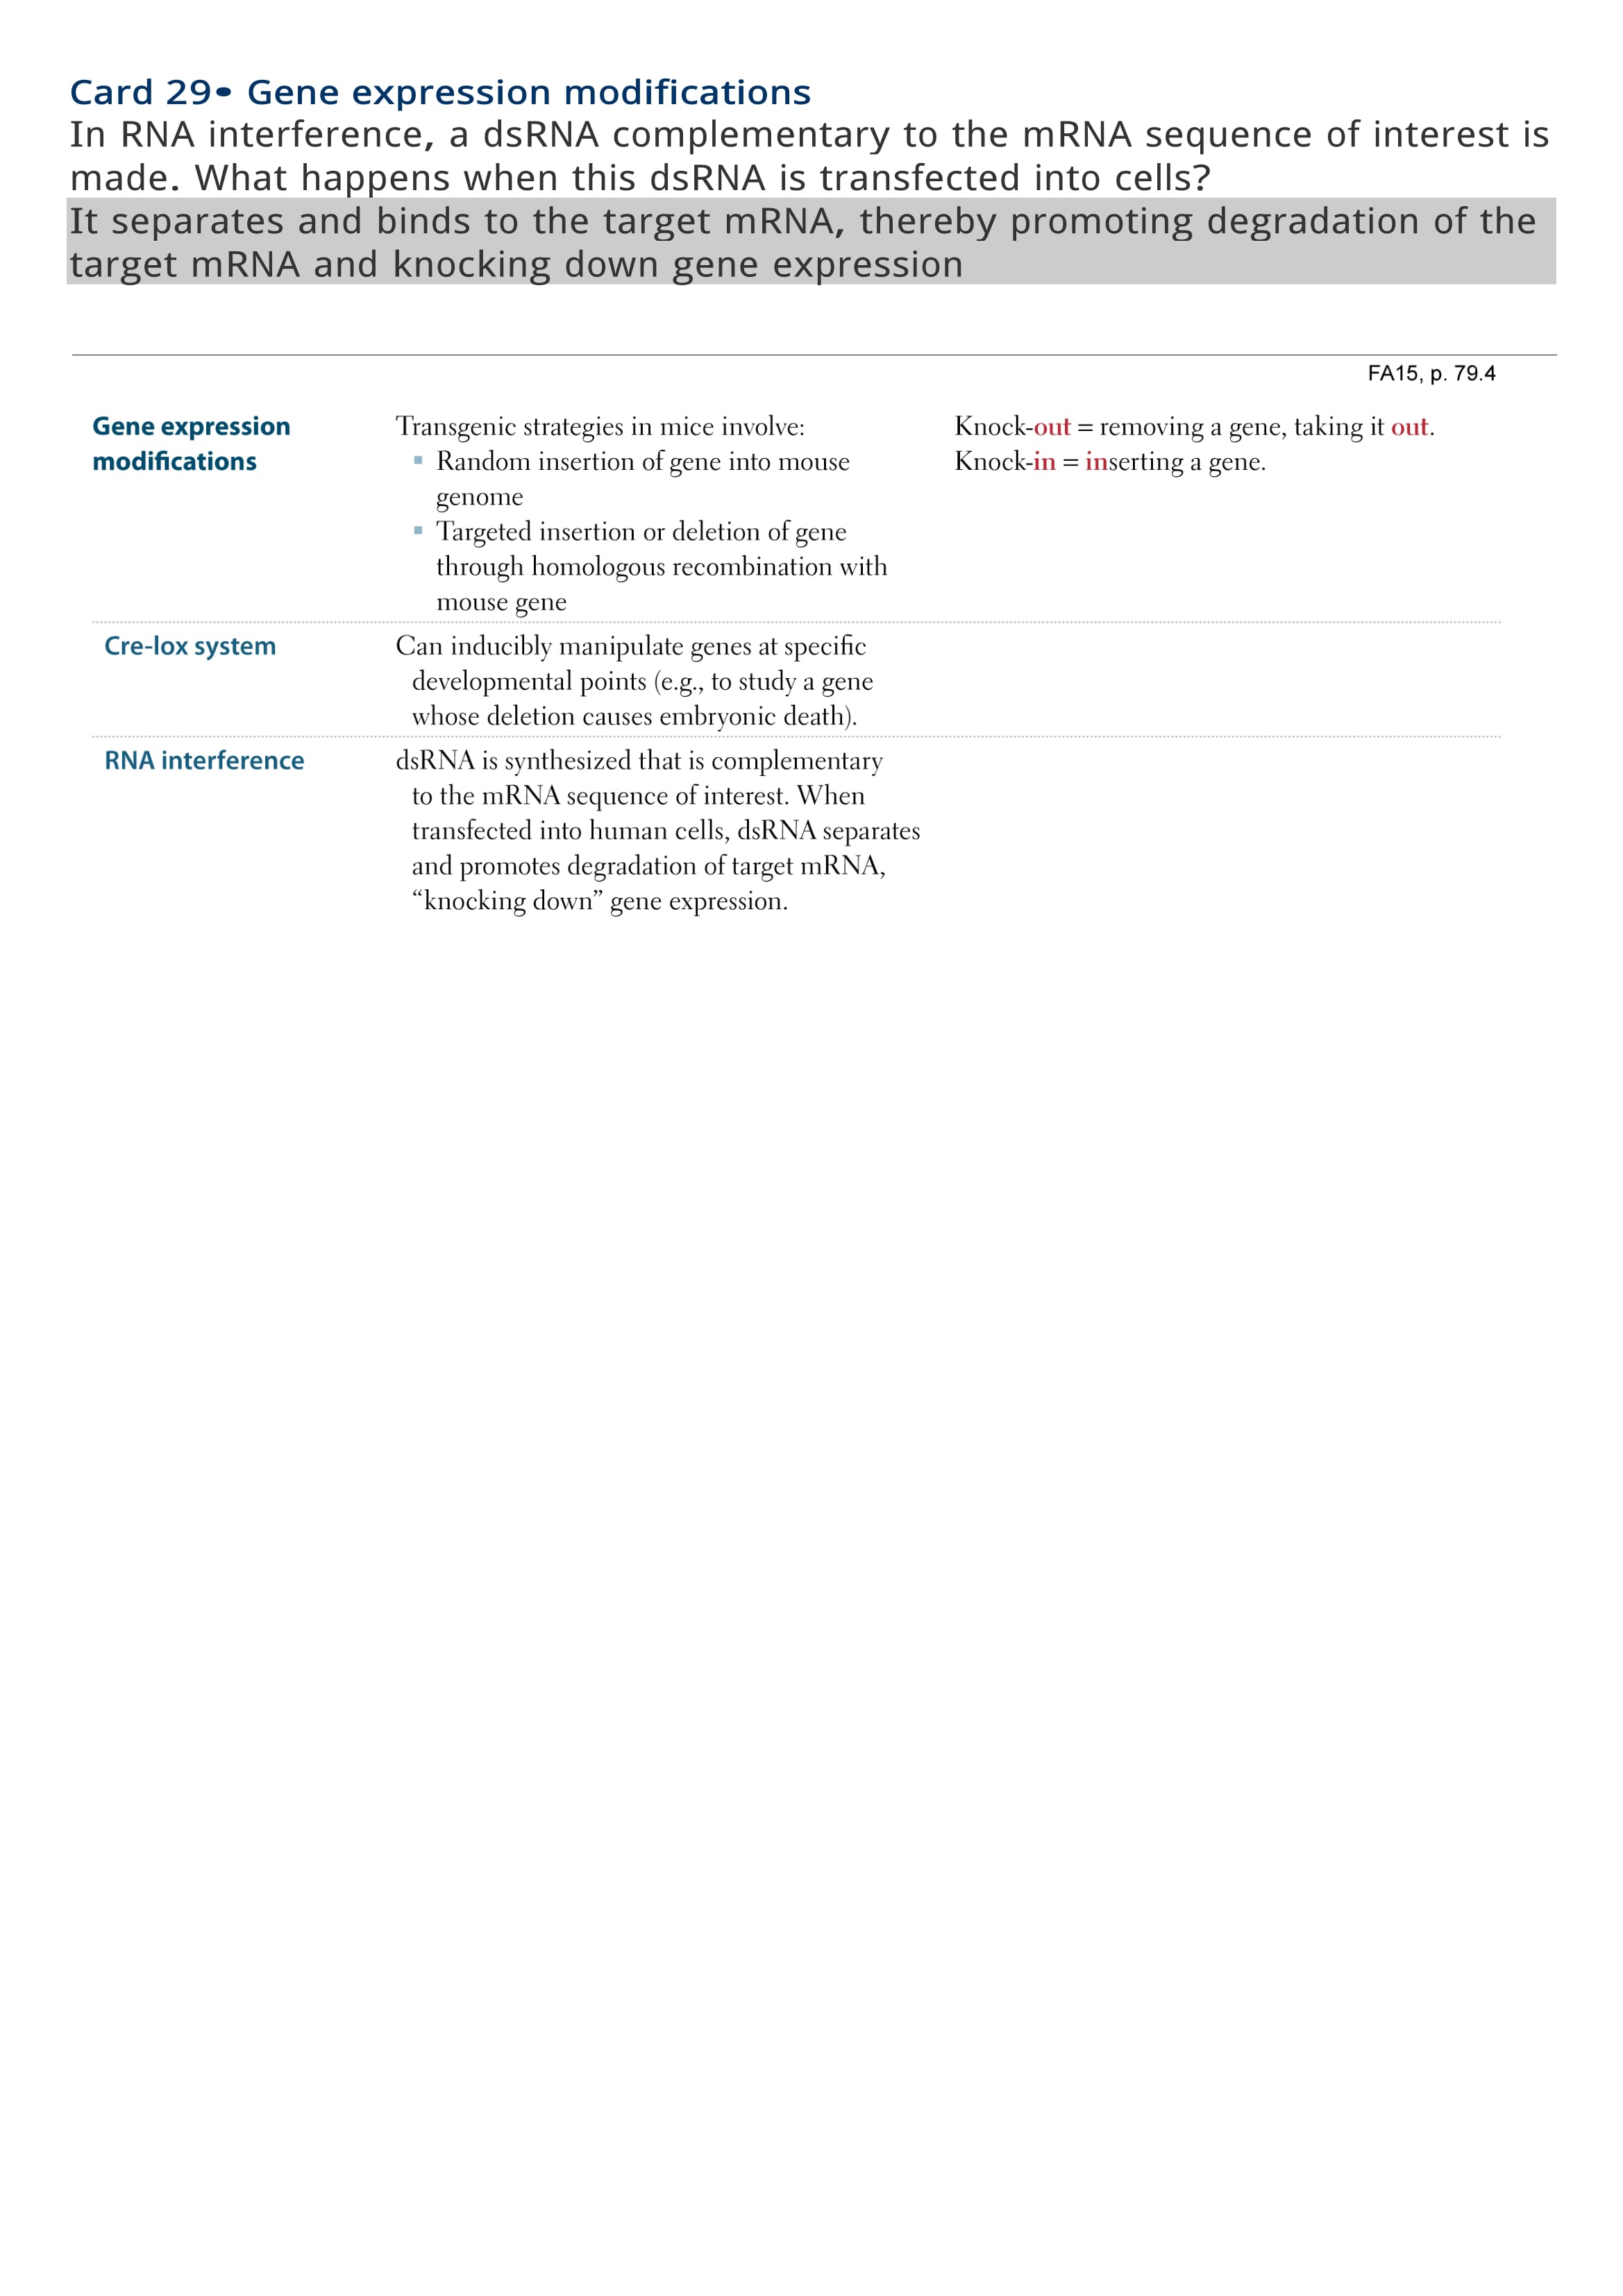 Card 29• Gene expression modifications
In RNA interference, a dsRNA complementary to the mRNA sequence of interest is
made. What happens when this dsRNA is transfected into cells?
It separates and binds to the target mRNA, thereby promoting degradation of the
target mRNA and knocking down gene expression
FA15, p. 79.4
Gene expression
modifications
Transgenic strategies in mice involve:
▪ Random insertion of gene into mouse
genome
▪ Targeted insertion or deletion of gene
through homologous recombination with
mouse gene
Knock-out = removing a gene, taking it out.
Knock-in = inserting a gene.
Cre-lox system
Can inducibly manipulate genes at specific
developmental points (e.g., to study a gene
whose deletion causes embryonic death).
RNA interference
dsRNA is synthesized that is complementary
to the mRNA sequence of interest. When
transfected into human cells, dsRNA separates
and promotes degradation of target mRNA,
“knocking down” gene expression.